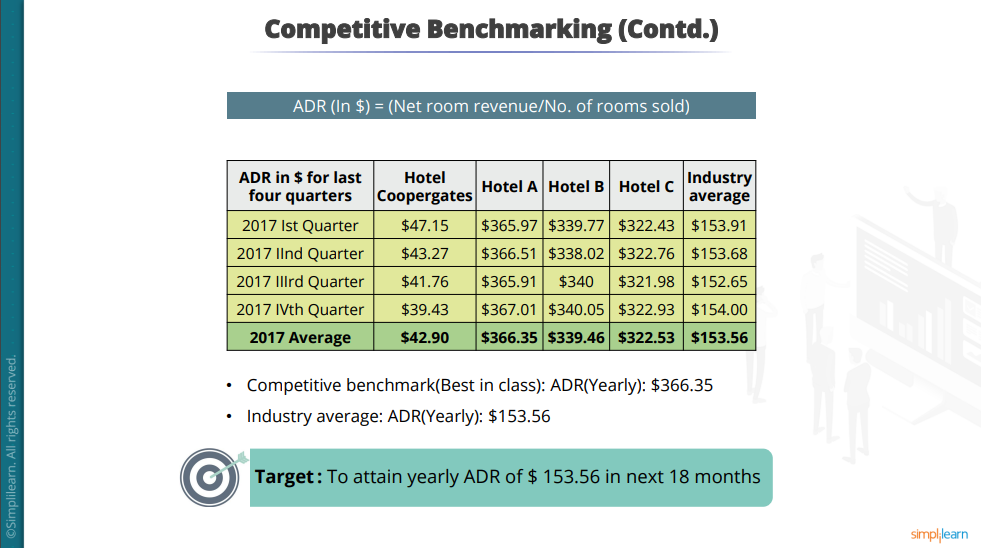 Competitive Benchmarking (Contd.)
ADR (In $) = (Net room revenue/No. of rooms sold)
ADR in $ for last four quarters Hotel Coopergates Hotel A Hotel B Hotel C Industry average
2017 Ist Quarter $47.15 $365.97 $339.77 $322.43 $153.91
2017 IInd Quarter $43.27 $366.51 $338.02 $322.76 $153.68
2017 IIIrd Quarter $41.76 $365.91 $340 $321.98 $152.65
2017 IVth Quarter $39.43 $367.01 $340.05 $322.93 $154.00
2017 Average $42.90 $366.35 $339.46 $322.53 $153.56
• Competitive benchmark(Best in class): ADR(Yearly): $366.35
• Industry average: ADR(Yearly): $153.56
Target : To attain yearly ADR of $ 153.56 in next 18 months
©Simplilearn. All rights reserved.
simplilearn